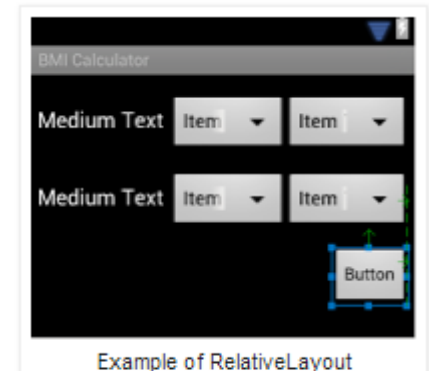 BMI Calculator
Medium Text Item Item
Medium Text Item Item
Button
Example of RelativeLayout